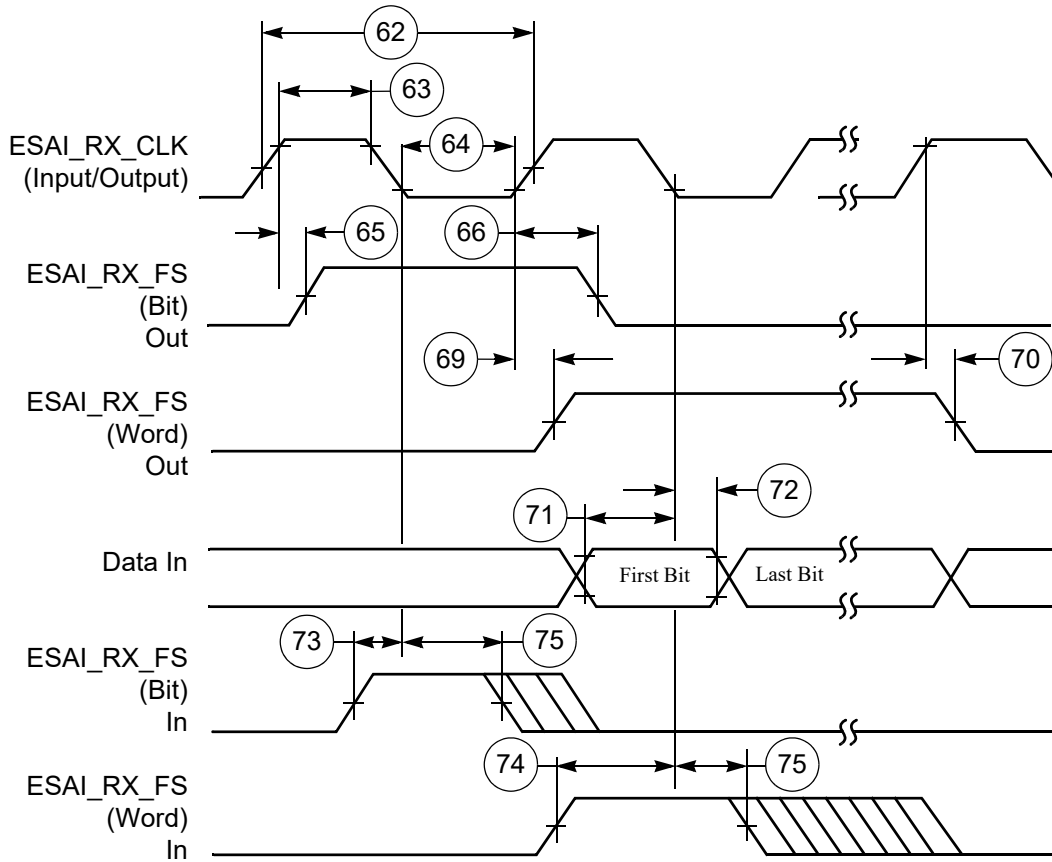 62
63
ESAI_RX_CLK
(Input/Output)
64
65
66
ESAI_RX_FS
(Bit)
Out
69
70
ESAI_RX_FS
(Word)
Out
71
72
Data In
First Bit
Last Bit
73
75
ESAI_RX_FS
(Bit)
In
74
75
ESAI_RX_FS
(Word)
In